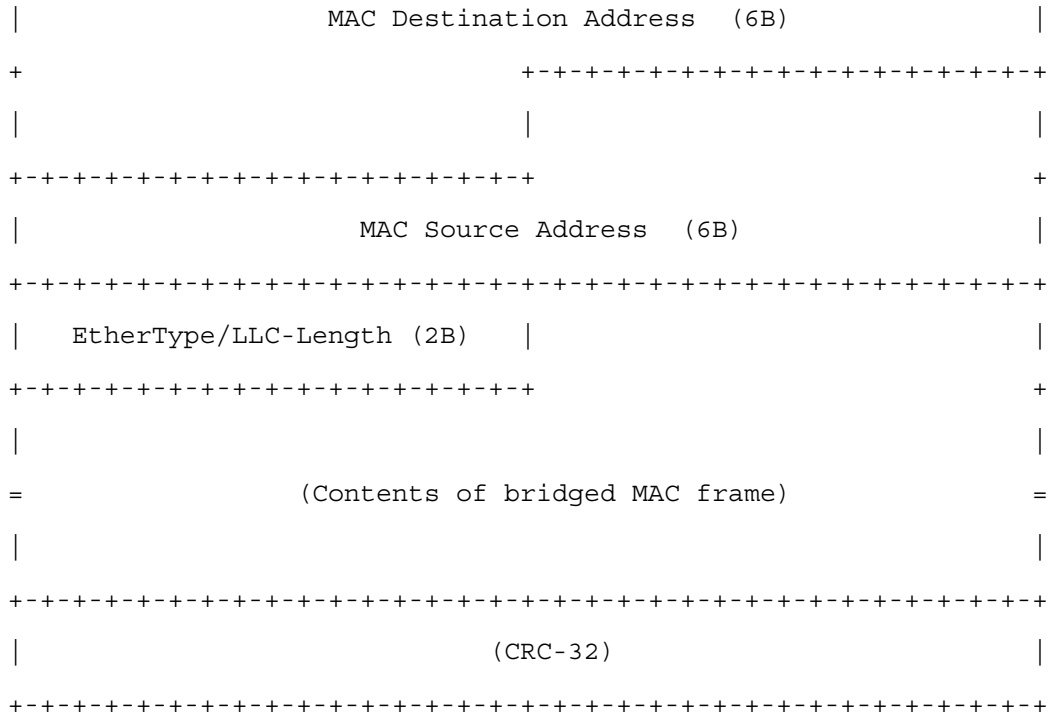 |                   MAC Destination Address  (6B)               |
+                               +-+-+-+-+-+-+-+-+-+-+-+-+-+-+-+-+
|                               |                               |
+-+-+-+-+-+-+-+-+-+-+-+-+-+-+-+-+                               +
|                     MAC Source Address  (6B)                  |
+-+-+-+-+-+-+-+-+-+-+-+-+-+-+-+-+-+-+-+-+-+-+-+-+-+-+-+-+-+-+-+-+
|   EtherType/LLC-Length (2B)   |                               |
+-+-+-+-+-+-+-+-+-+-+-+-+-+-+-+-+                               +
|                                                               |
=                 (Contents of bridged MAC frame)               =
|                                                               |
+-+-+-+-+-+-+-+-+-+-+-+-+-+-+-+-+-+-+-+-+-+-+-+-+-+-+-+-+-+-+-+-+
|                             (CRC-32)                          |
+-+-+-+-+-+-+-+-+-+-+-+-+-+-+-+-+-+-+-+-+-+-+-+-+-+-+-+-+-+-+-+-+